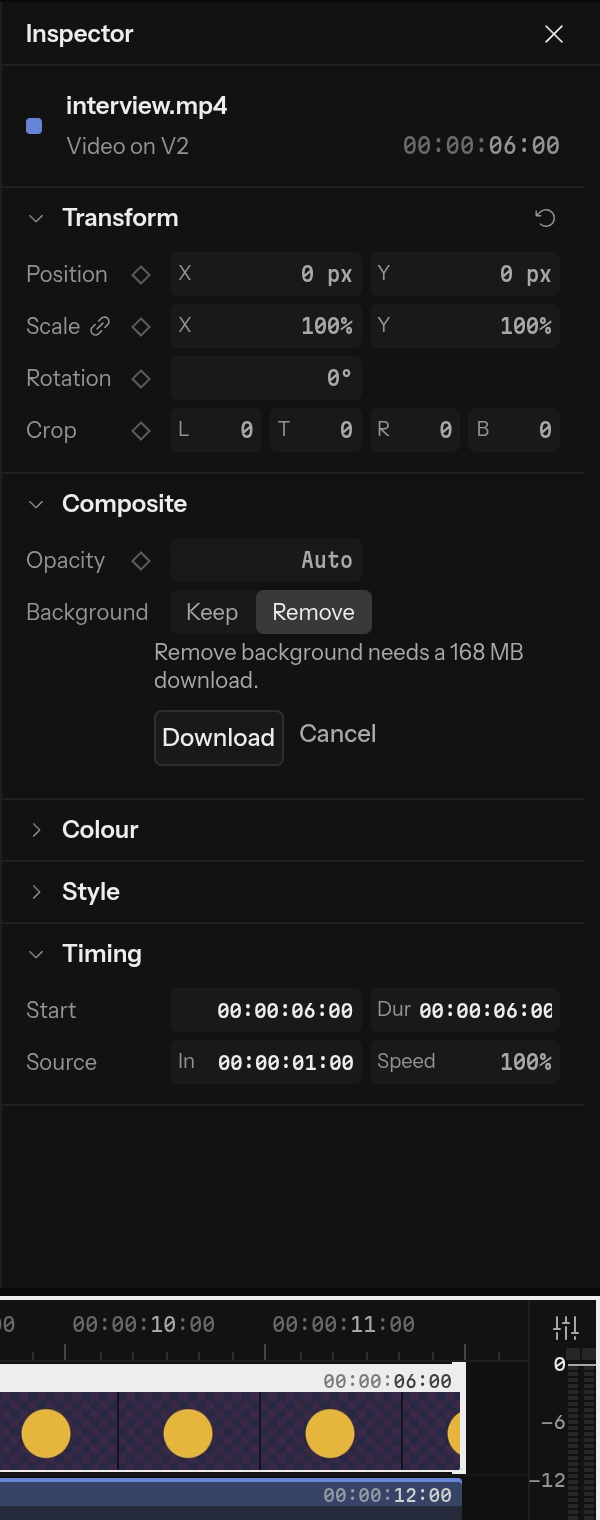 Inspector
interview.mp4
Video on V2 00:00:06:00
Transform
Position X 0 px Y 0 px
Scale X 100% Y 100%
Rotation 0°
Crop L 0 T 0 R 0 B 0
Composite
Opacity Auto
Background Keep Remove
Remove background needs a 168 MB
download.
Download Cancel
Colour
Style
Timing
Start 00:00:06:00 Dur 00:00:06:00
Source In 00:00:01:00 Speed 100%
00:00:10:00 00:00:11:00
0
00:00:06:00
−6
−12
00:00:12:00